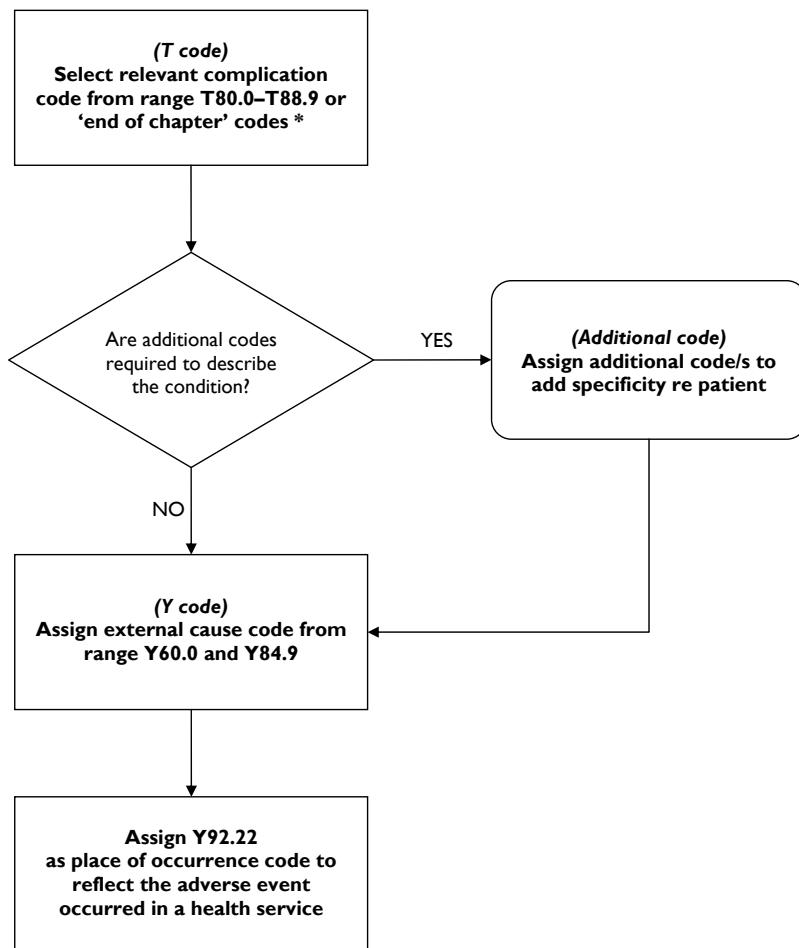 (T code)
Select relevant complication
code from range T80.0–T88.9 or
‘end of chapter’ codes *
Are additional codes
required to describe
the condition?
YES
(Additional code)
Assign additional code/s to
add specificity re patient
NO
(Y code)
Assign external cause code from
range Y60.0 and Y84.9
Assign Y92.22
as place of occurrence code to
reflect the adverse event
occurred in a health service